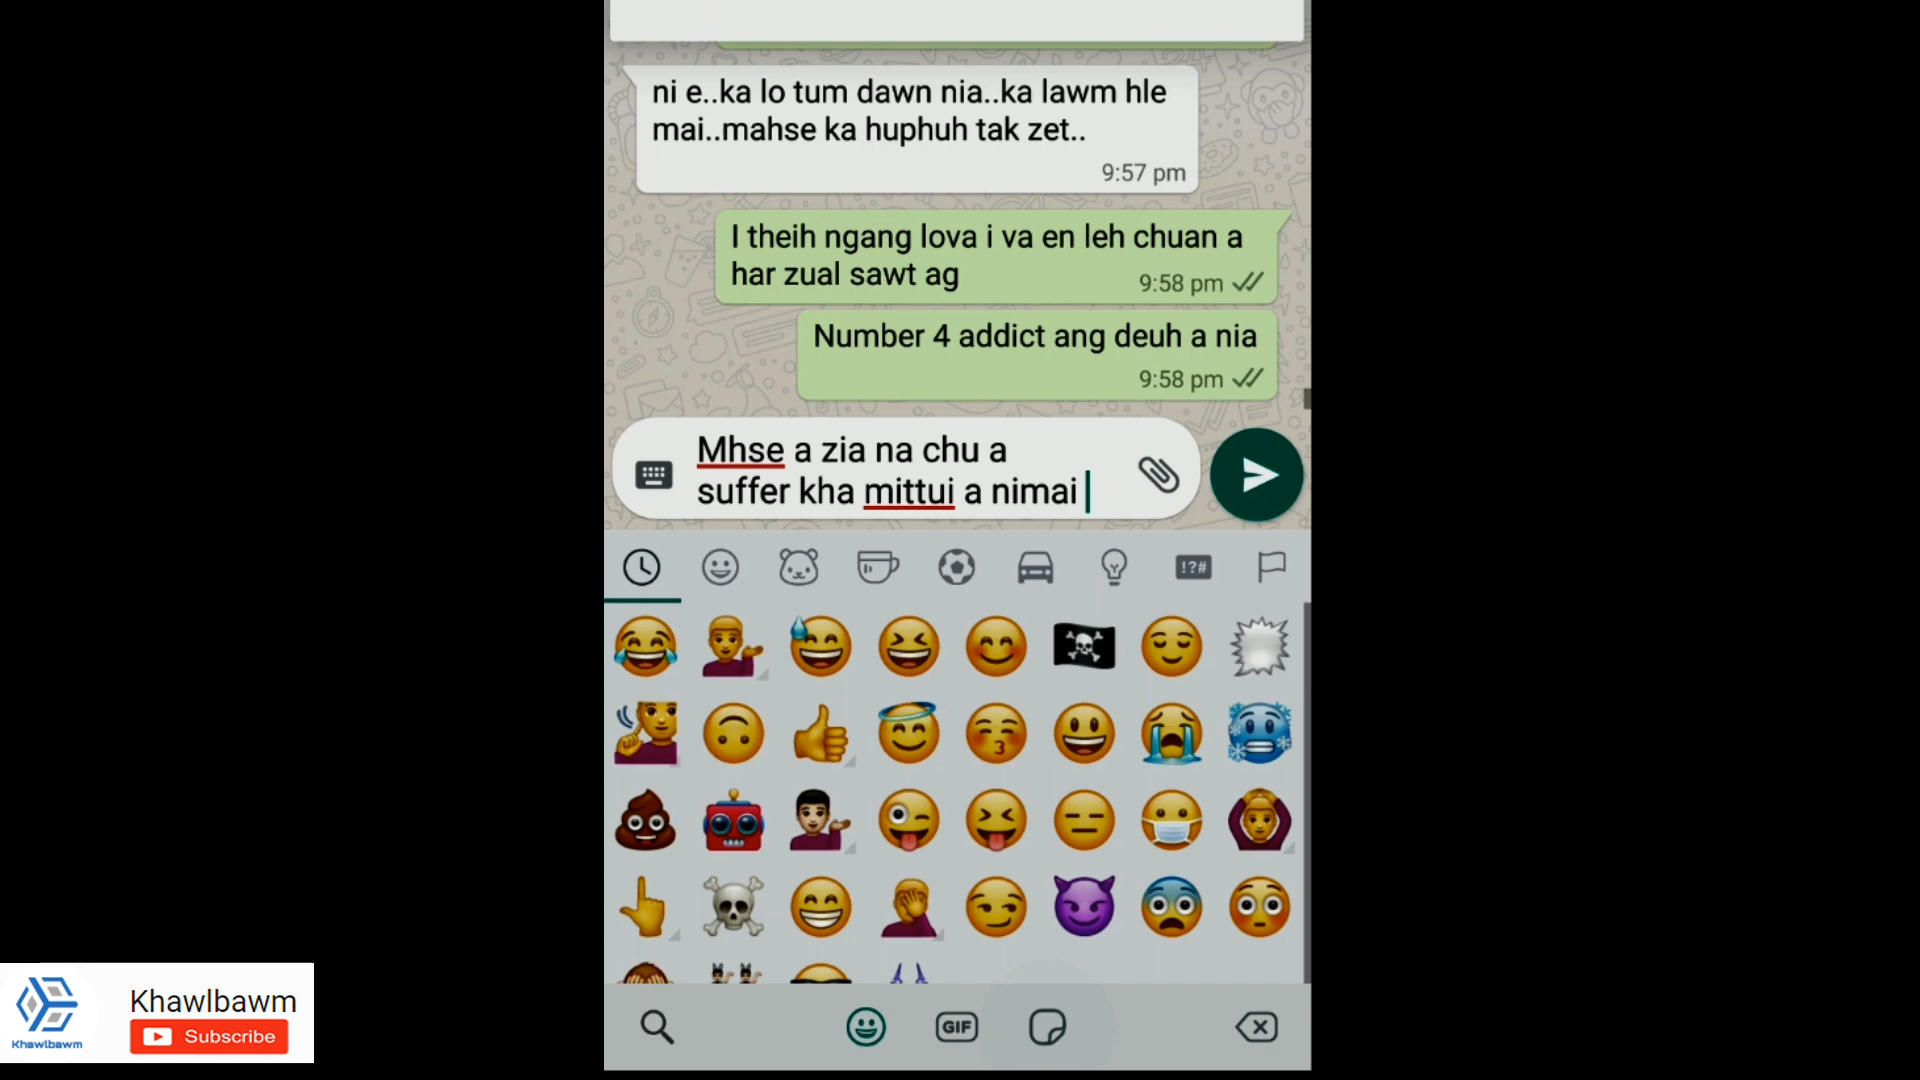 ni e..ka lo tum dawn nia..ka lawm hle
mai..mahse ka huphuh tak zet..
9:57 pm
I theih ngang lova i va en leh chuan a
har zual sawt ag
9:58 pm
Number 4 addict ang deuh a nia
9:58 pm
Mhse a zia na chu a
suffer kha mittui a nimai
!?#
GIF
Khawlbawm
Subscribe
Khawlbawm